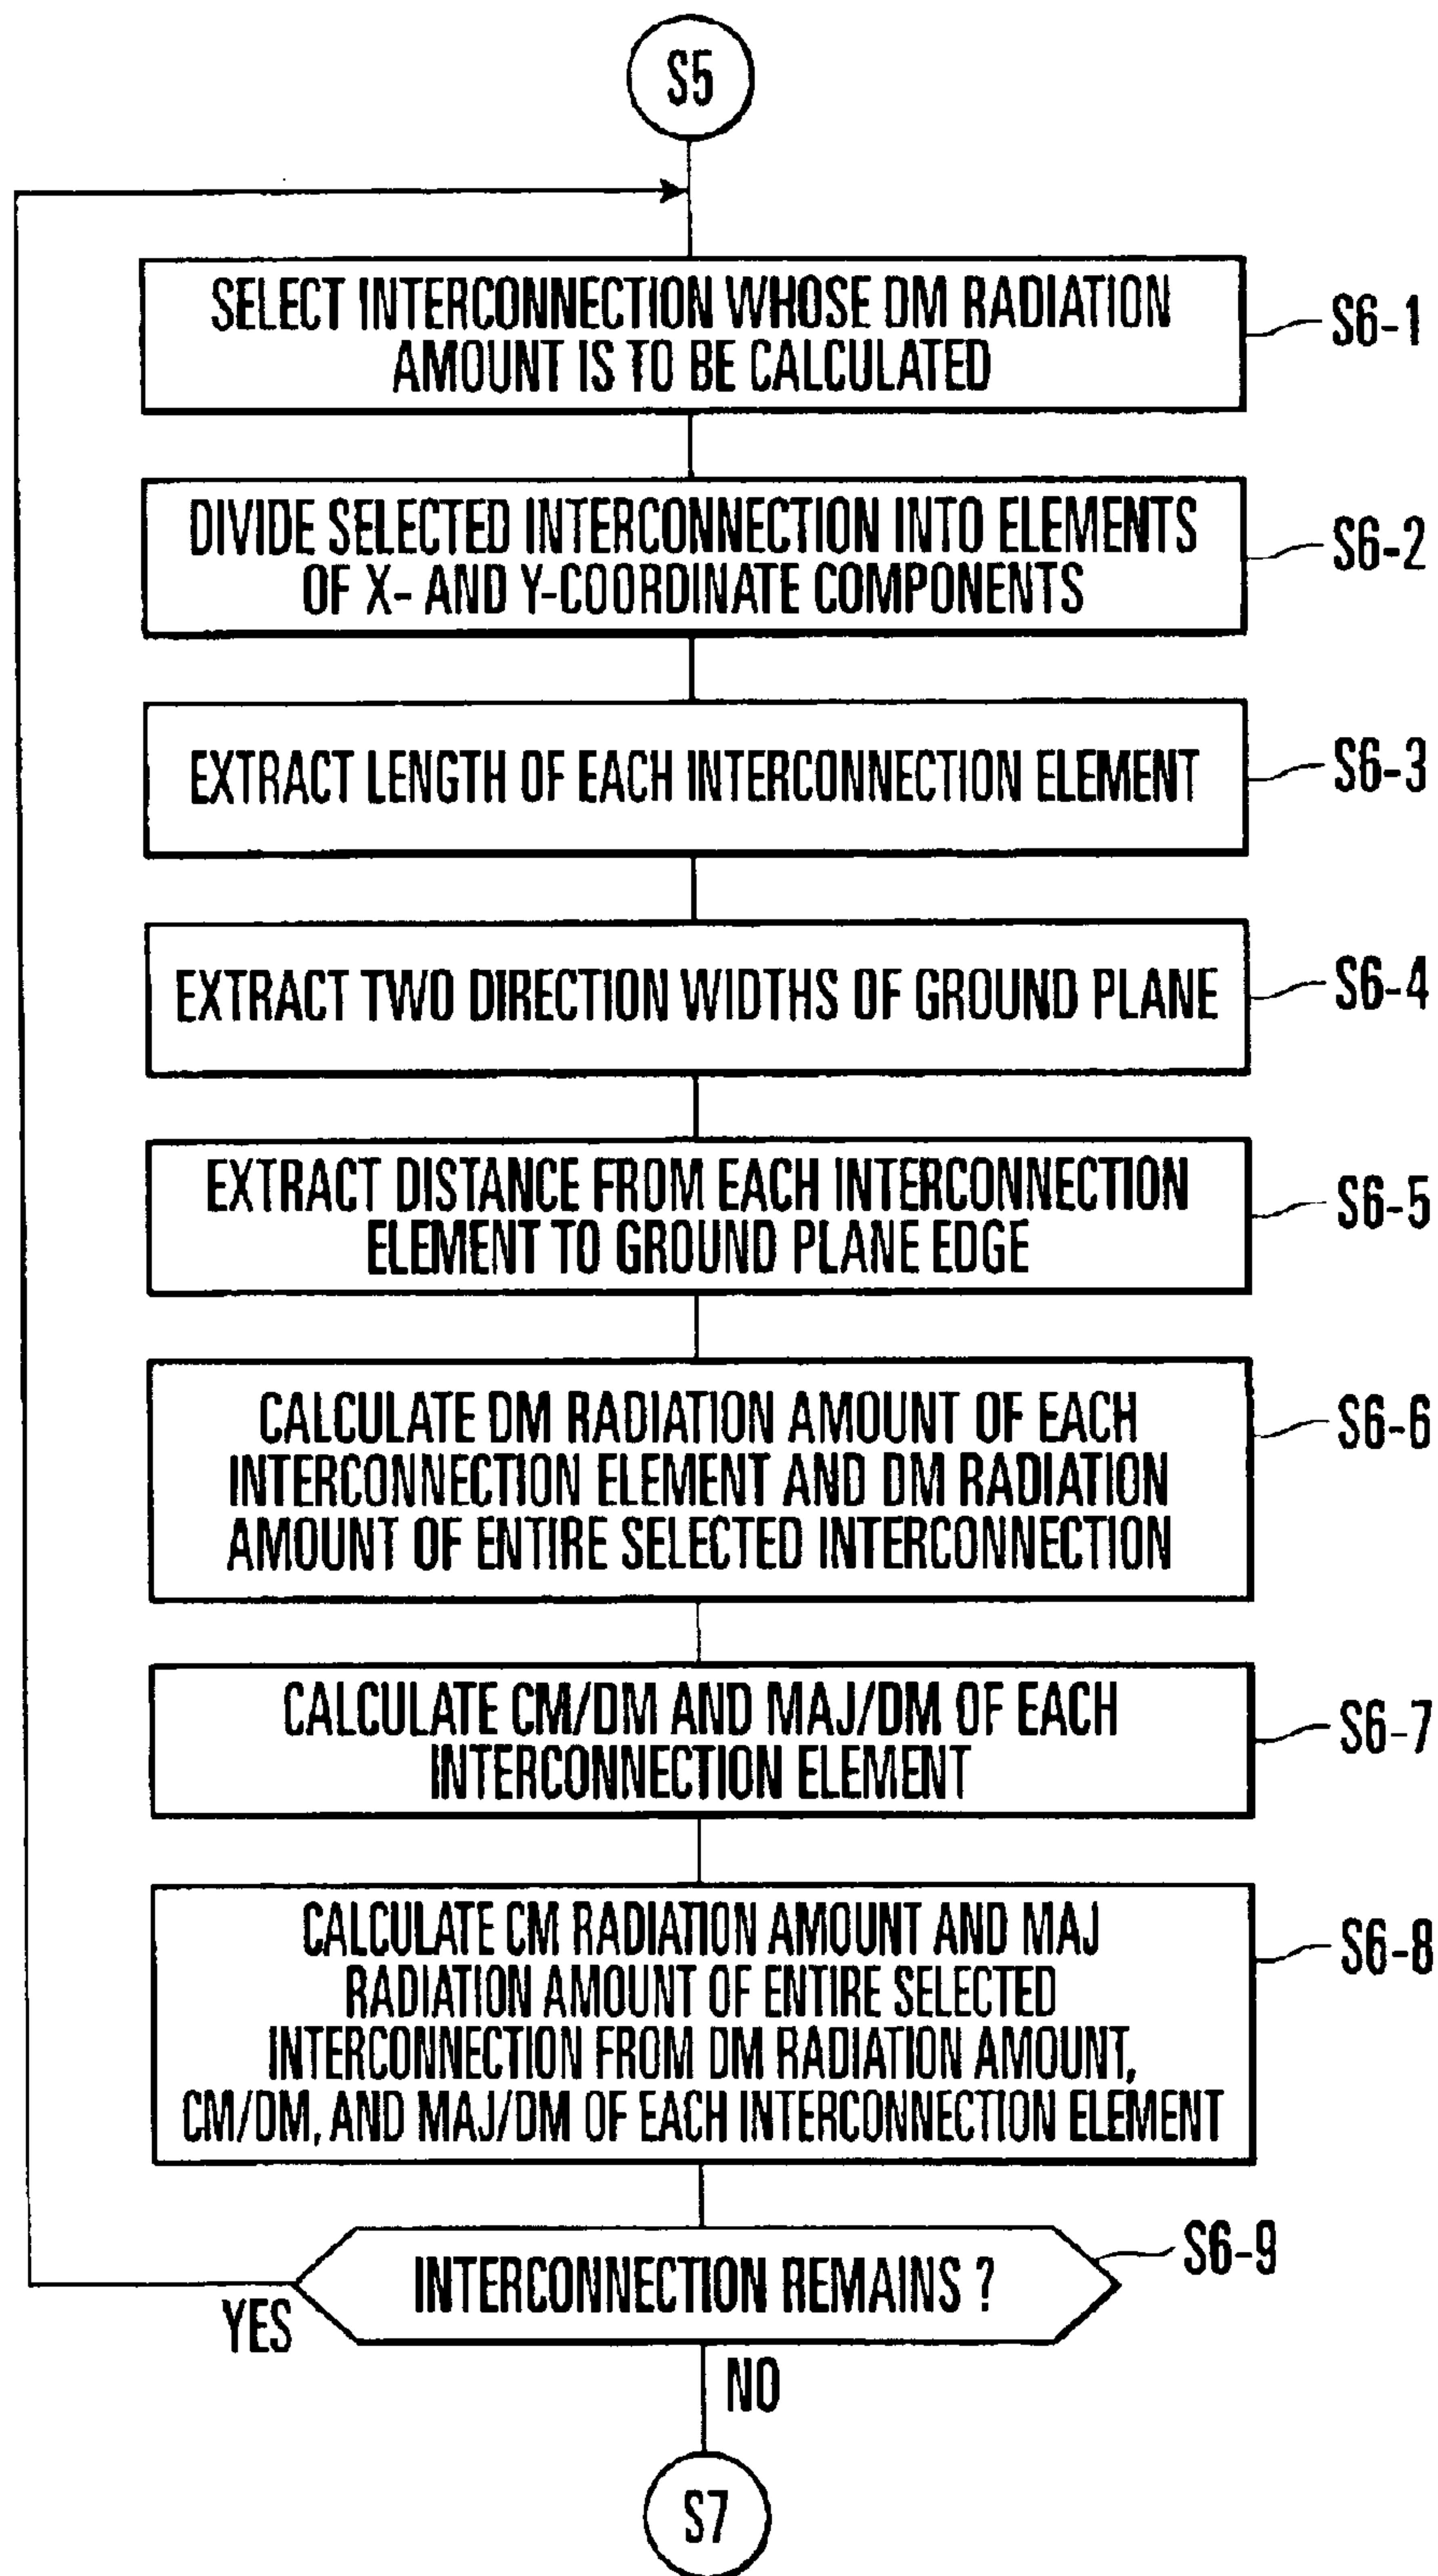 S5
SELECT INTERCONNECTION WHOSE DM RADIATION
AMOUNT IS TO BE CALCULATED
S6-1
DIVIDE SELECTED INTERCONNECTION INTO ELEMENTS
OF X- AND Y-COORDINATE COMPONENTS
S6-2
EXTRACT LENGTH OF EACH INTERCONNECTION ELEMENT
S6-3
EXTRACT TWO DIRECTION WIDTHS OF GROUND PLANE
S6-4
EXTRACT DISTANCE FROM EACH INTERCONNECTION
ELEMENT TO GROUND PLANE EDGE
S6-5
CALCULATE DM RADIATION AMOUNT OF EACH
INTERCONNECTION ELEMENT AND DM RADIATION
AMOUNT OF ENTIRE SELECTED INTERCONNECTION
S6-6
CALCULATE CM/DM AND MAJ/DM OF EACH
INTERCONNECTION ELEMENT
S6-7
CALCULATE CM RADIATION AMOUNT AND MAJ
RADIATION AMOUNT OF ENTIRE SELECTED
INTERCONNECTION FROM DM RADIATION AMOUNT,
CM/DM, AND MAJ/DM OF EACH INTERCONNECTION ELEMENT
S6-8
INTERCONNECTION REMAINS ?
S6-9
YES
NO
S7